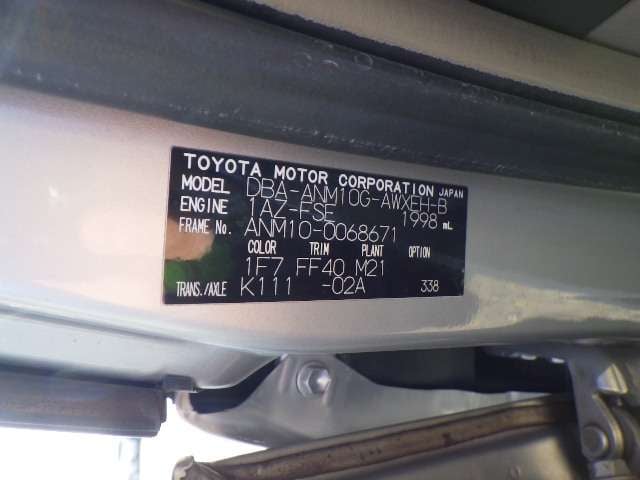 TOYOTA MOTOR CORPORATION JAPAN
MODEL DBA-ANM10G-AWXEH-B
ENGINE 1AZ-FSE 1998 mL
FRAME No. ANM10-0068671
COLOR TRIM PLANT OPTION
1F7 FF40 M21
TRANS./AXLE K111 -02A 338